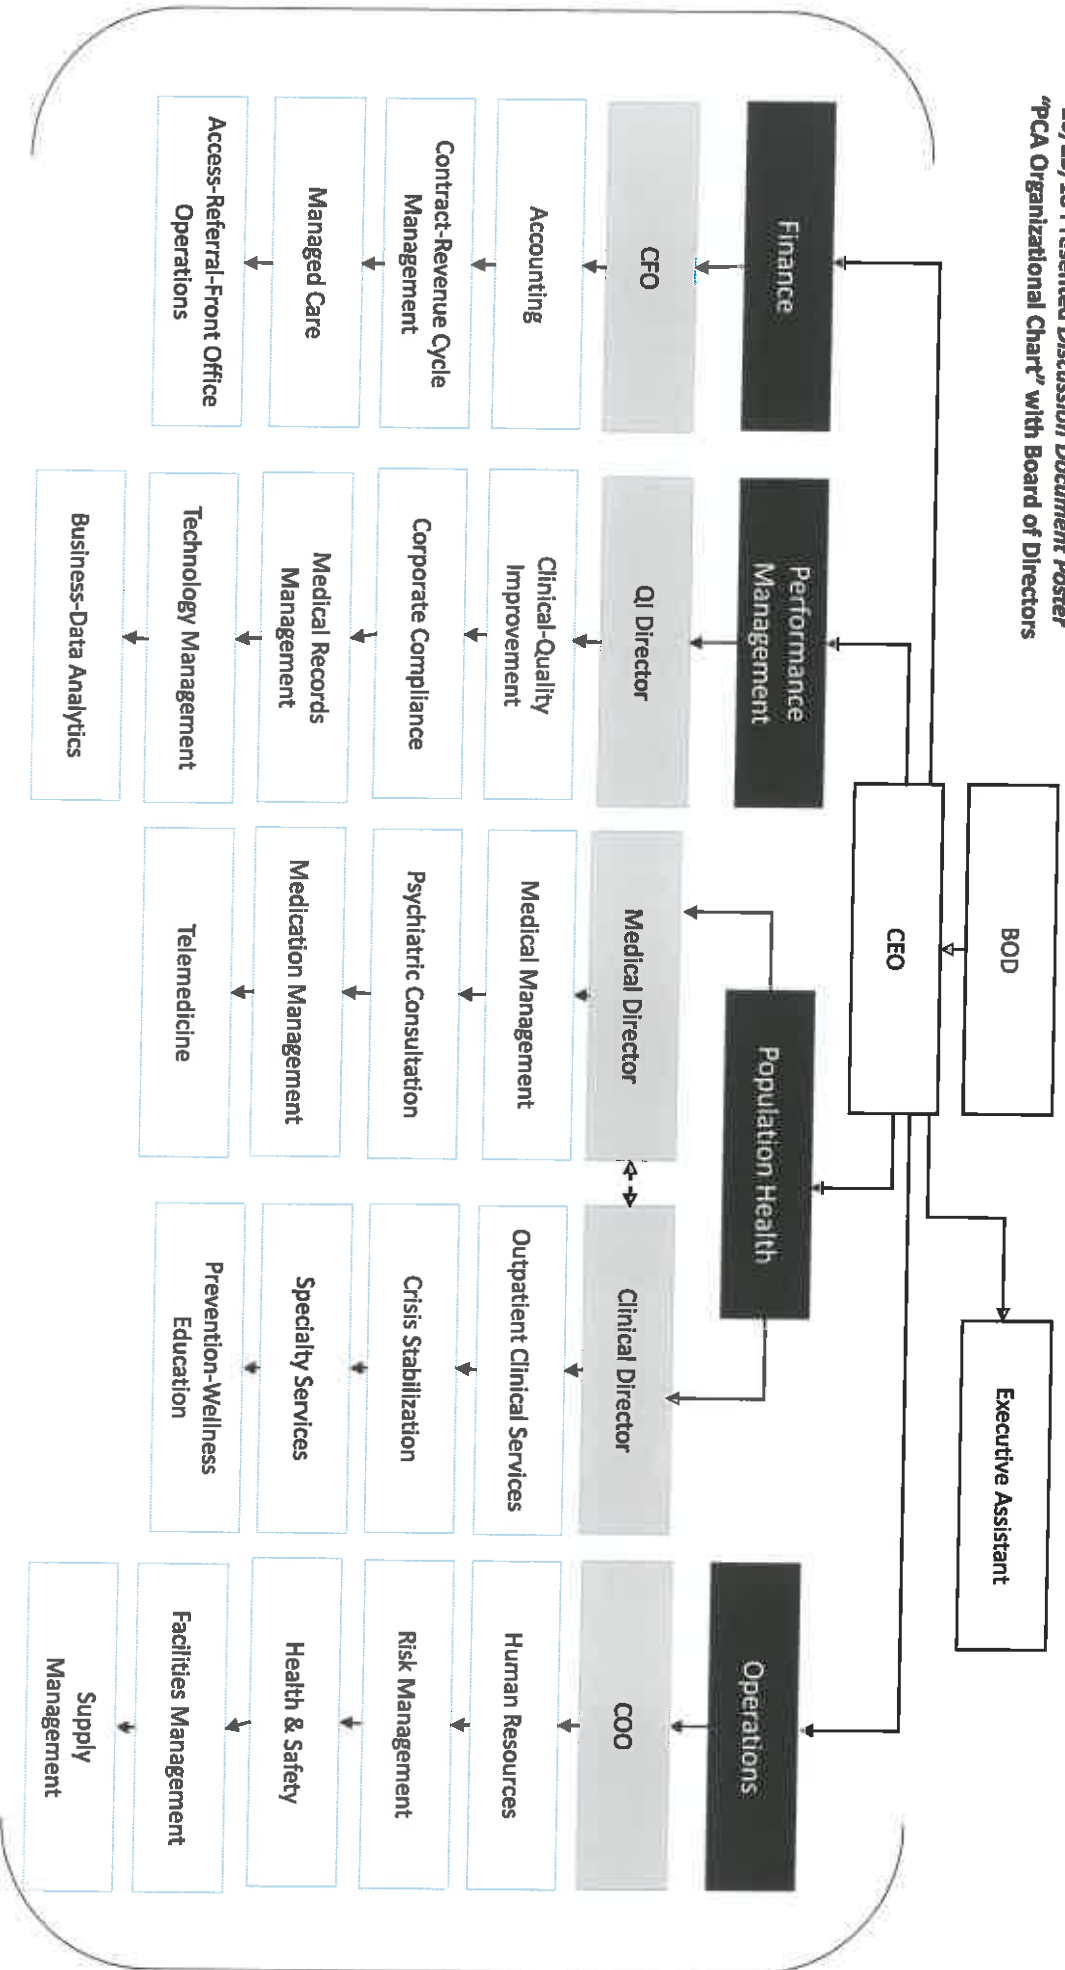 Presented Discussion Document Poster
"PCA Organizational Chart" with Board of Directors
BOD
CEO
Executive Assistant
Finance
CFO
Accounting
Contract-Revenue Cycle
Management
Managed Care
Access-Referral-Front Office
Operations
Performance
Management
QI Director
Clinical-Quality
Improvement
Corporate Compliance
Medical Records
Management
Technology Management
Business-Data Analytics
Population Health
Medical Director
Medical Management
Psychiatric Consultation
Medication Management
Telemedicine
Clinical Director
Outpatient Clinical Services
Crisis Stabilization
Specialty Services
Prevention-Wellness
Education
Operations
COO
Human Resources
Risk Management
Health & Safety
Facilities Management
Supply
Management